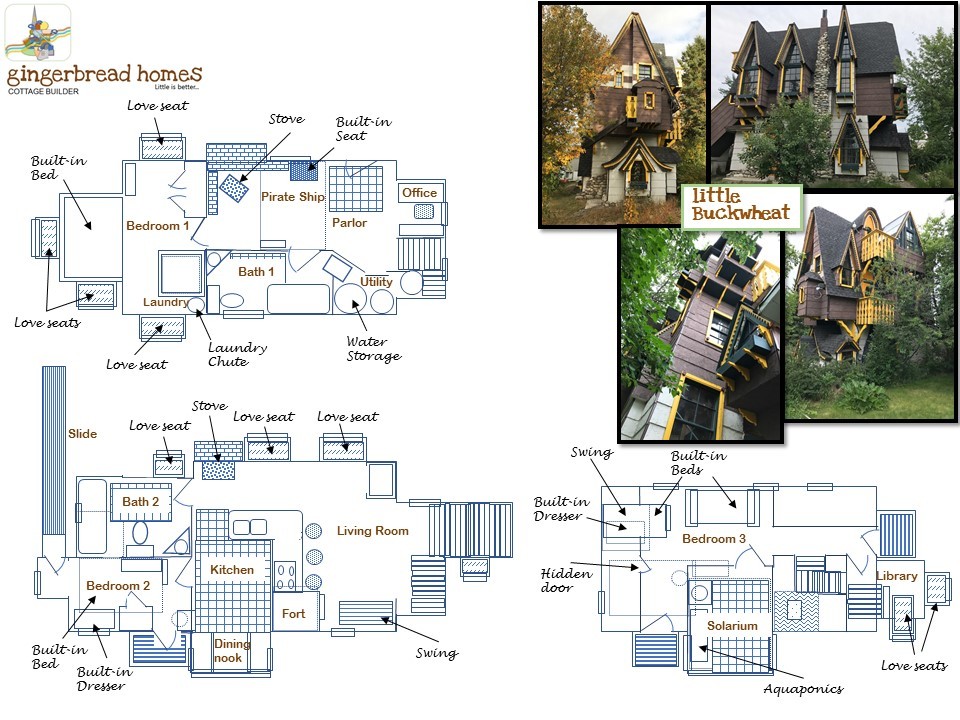 gingerbread homes
Little is better...
COTTAGE BUILDER
little
Buckwheat
Love seat
Stove
Built-in
Seat
Built-in
Bed
Office
Pirate Ship
Bedroom 1
Parlor
Bath 1
Utility
Laundry
Love seats
Love seat
Laundry
Chute
Water
Storage
Slide
Love seat
Stove
Love seat
Love seat
Bath 2
Living Room
Kitchen
Bedroom 2
Fort
Dining
nook
Built-in
Bed
Built-in
Dresser
Swing
Swing
Built-in
Beds
Built-in
Dresser
Bedroom 3
Hidden
door
Library
Solarium
Love seats
Aquaponics